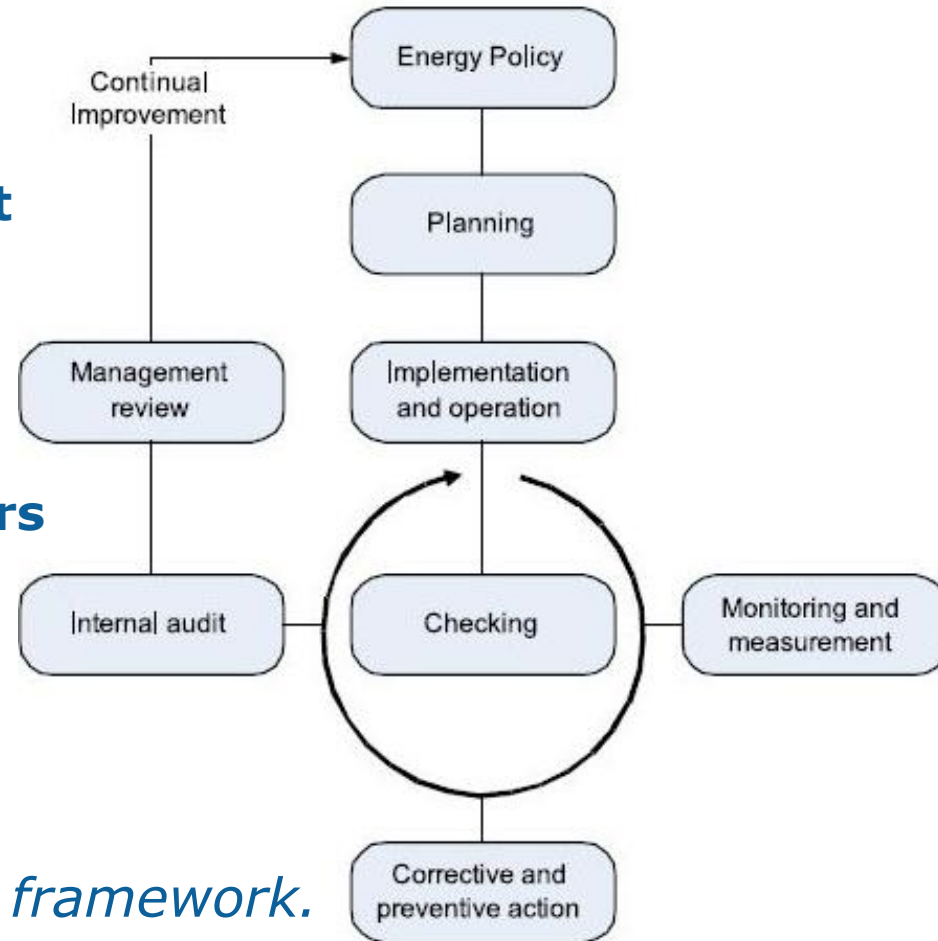 Energy Policy
Continual
Improvement
t
Planning
Management
review
Implementation
and operation
rs
Internal audit
Checking
Monitoring and
measurement
Corrective and
preventive action
framework.